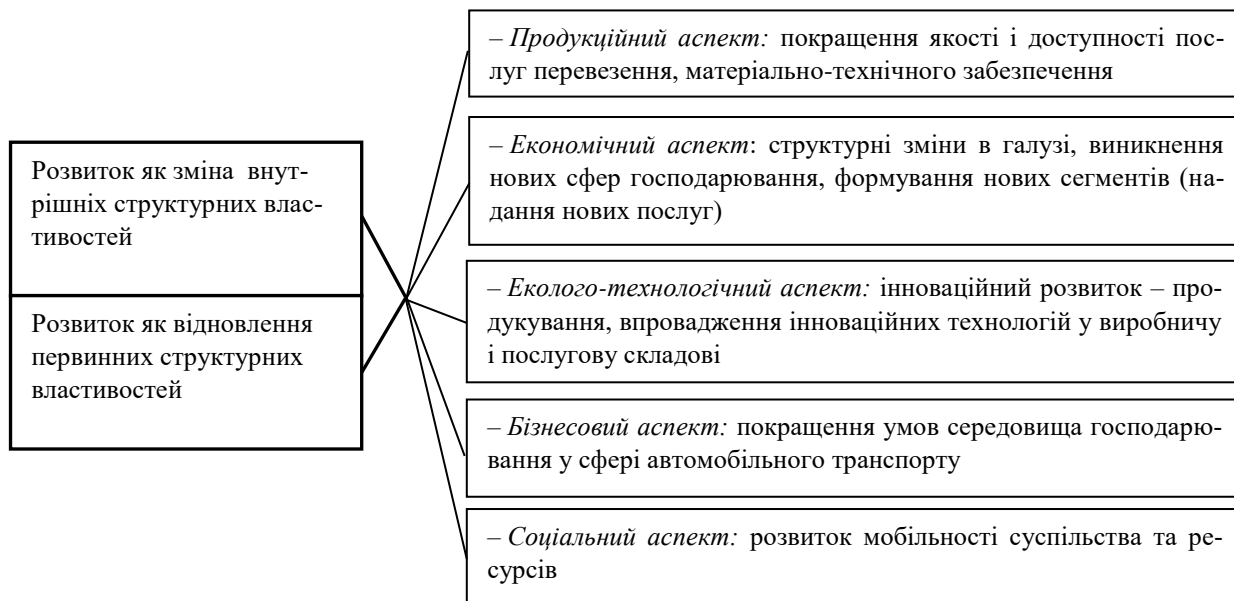 Розвиток як зміна внут-
рішніх структурних влас-
тивостей
Розвиток як відновлення
первинних структурних
властивостей
– Продукційний аспект: покращення якості і доступності пос-
луг перевезення, матеріально-технічного забезпечення
– Економічний аспект: структурні зміни в галузі, виникнення
нових сфер господарювання, формування нових сегментів (на-
дання нових послуг)
– Еколого-технологічний аспект: інноваційний розвиток – про-
дукування, впровадження інноваційних технологій у виробничу
і послугову складові
– Бізнесовий аспект: покращення умов середовища господарю-
вання у сфері автомобільного транспорту
– Соціальний аспект: розвиток мобільності суспільства та ре-
сурсів